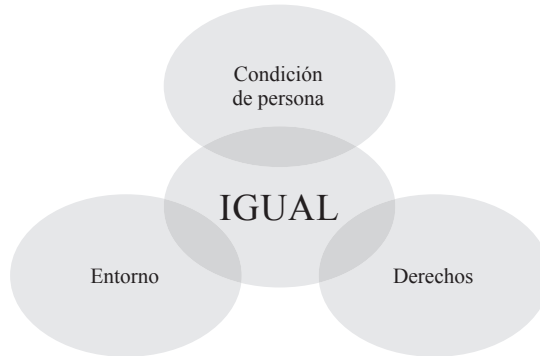 Condición
de persona
IGUAL
Entorno
Derechos